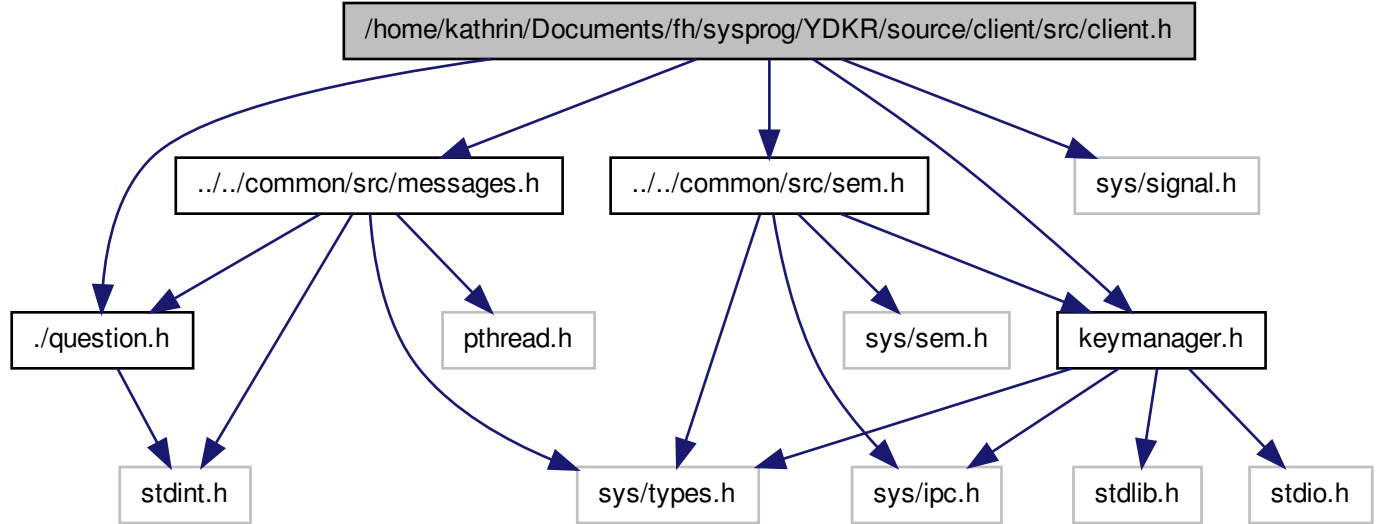 /home/kathrin/Documents/fh/sysprog/YDKR/source/client/src/client.h
../../common/src/messages.h
../../common/src/sem.h
sys/signal.h
./question.h
pthread.h
sys/sem.h
keymanager.h
stdint.h
sys/types.h
sys/ipc.h
stdlib.h
stdio.h